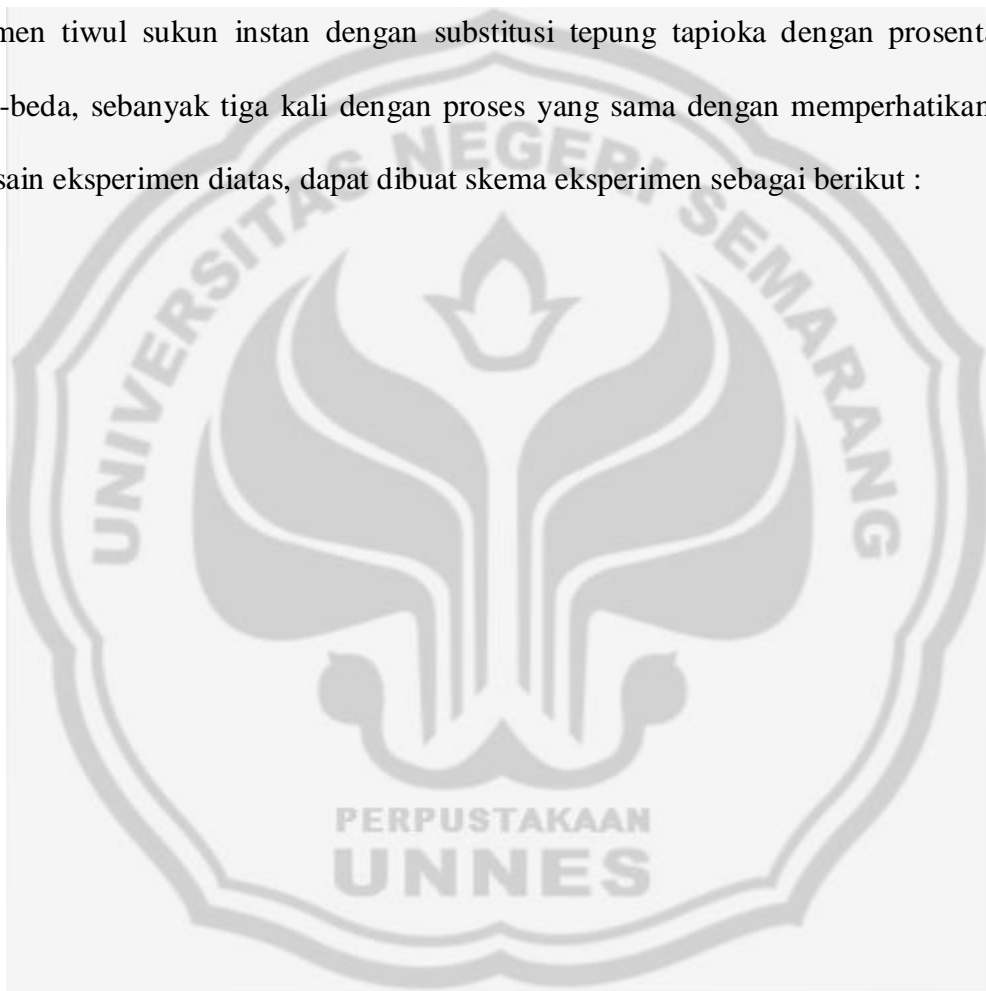 men tiwul sukun instan dengan substitusi tepung tapioka dengan prosenta
-beda, sebanyak tiga kali dengan proses yang sama dengan memperhatikan
sain eksperimen diatas, dapat dibuat skema eksperimen sebagai berikut :
UNIVERSITAS NEGERI SEMARANG
PERPUSTAKAAN
UNNES